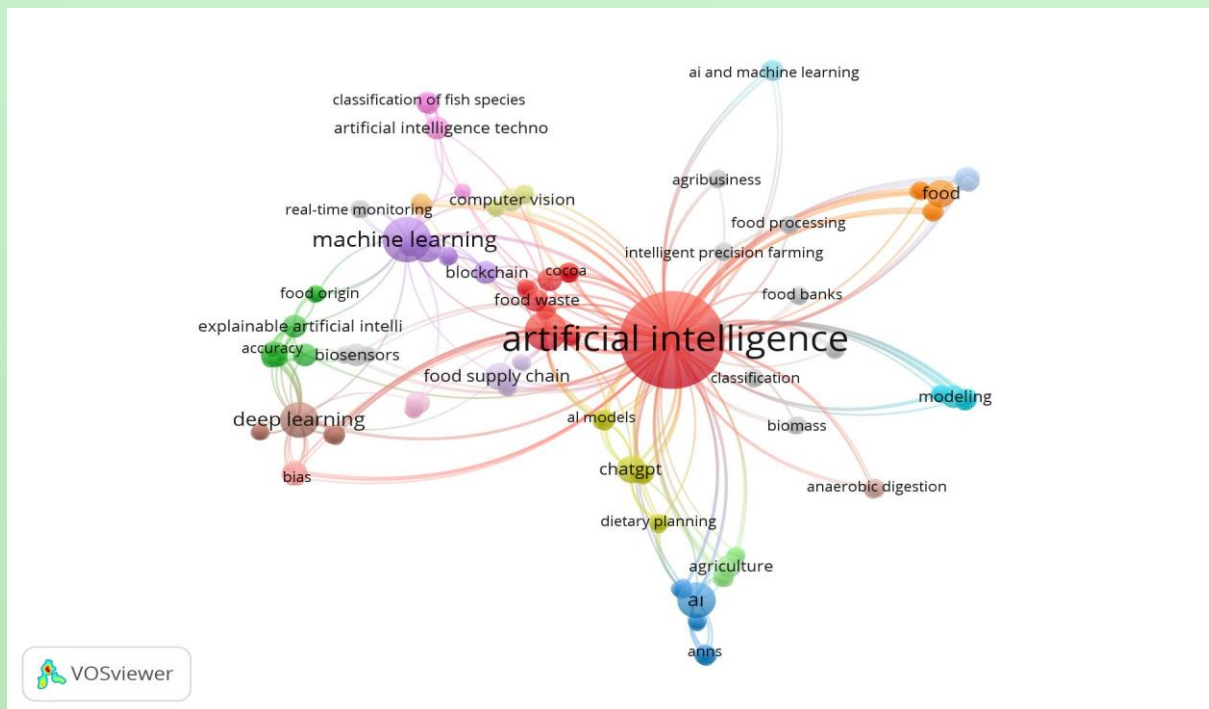 ai and machine learning
classification of fish species
artificial intelligence techno
agribusiness
food
computer vision
real-time monitoring
food processing
machine learning
intelligent precision farming
cocoa
blockchain
food origin
food banks
food waste
explainable artificial intelli
artificial intelligence
accuracy
biosensors
food supply chain
classification
modeling
deep learning
al models
biomass
chatgpt
bias
anaerobic digestion
dietary planning
agriculture
ai
anns
VOSviewer